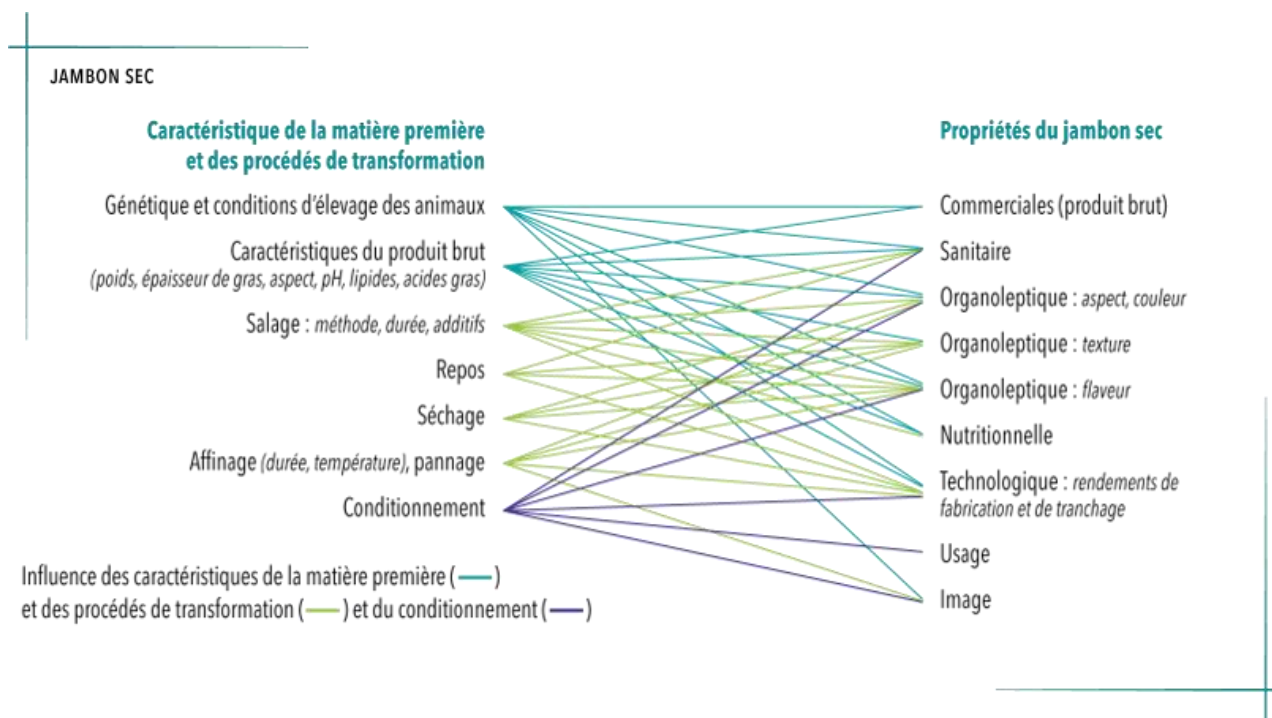 JAMBON SEC
Caractéristique de la matière première
et des procédés de transformation
Génétique et conditions d’élevage des animaux
Caractéristiques du produit brut
(poids, épaisseur de gras, aspect, pH, lipides, acides gras)
Salage : méthode, durée, additifs
Repos
Séchage
Affinage (durée, température), pannage
Conditionnement
Propriétés du jambon sec
Commerciales (produit brut)
Sanitaire
Organoleptique : aspect, couleur
Organoleptique : texture
Organoleptique : flaveur
Nutritionnelle
Technologique : rendements de
fabrication et de tranchage
Usage
Image
Influence des caractéristiques de la matière première (—)
et des procédés de transformation (—) et du conditionnement (—)